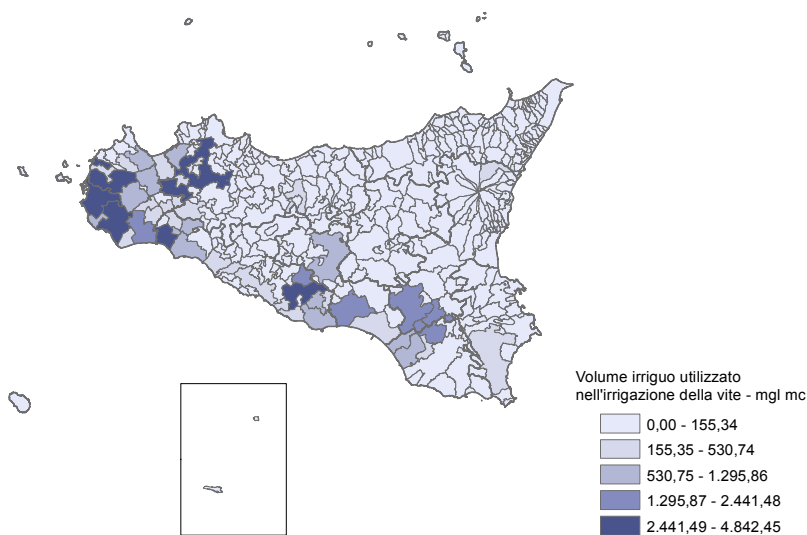 Volume irriguo utilizzato
nell'irrigazione della vite - mgl mc
0,00 - 155,34
155,35 - 530,74
530,75 - 1.295,86
1.295,87 - 2.441,48
2.441,49 - 4.842,45